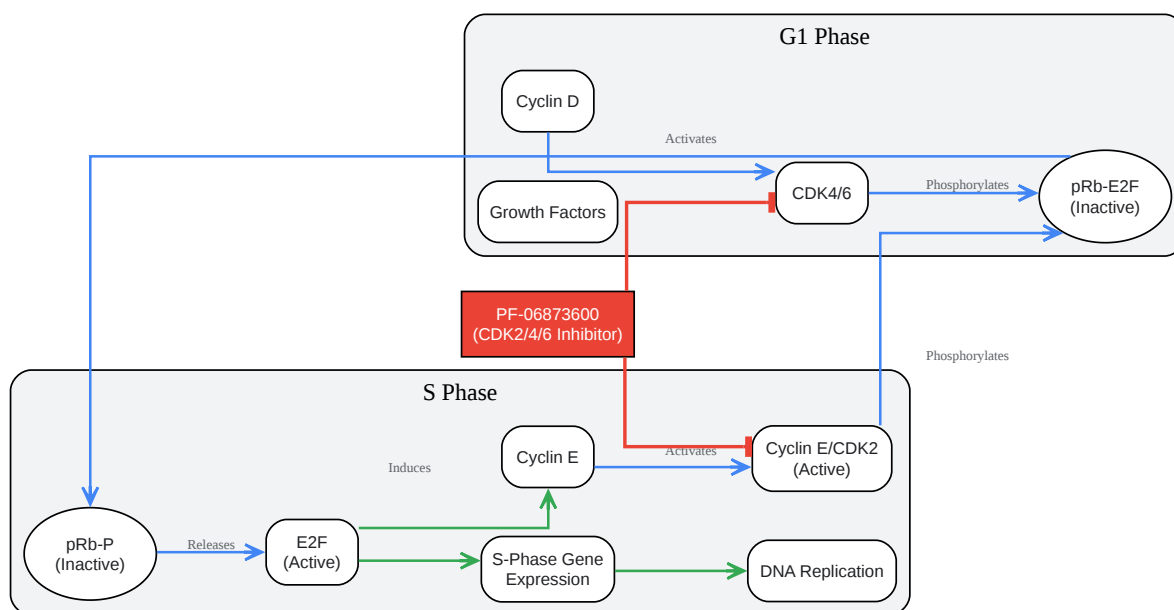 G1 Phase
Cyclin D
Activates
CDK4/6
Phosphorylates
pRb-E2F
(Inactive)
Growth Factors
PF-06873600
(CDK2/4/6 Inhibitor)
Phosphorylates
S Phase
Cyclin E
Activates
Cyclin E/CDK2
(Active)
Induces
pRb-P
(Inactive)
Releases
E2F
(Active)
S-Phase Gene
Expression
DNA Replication